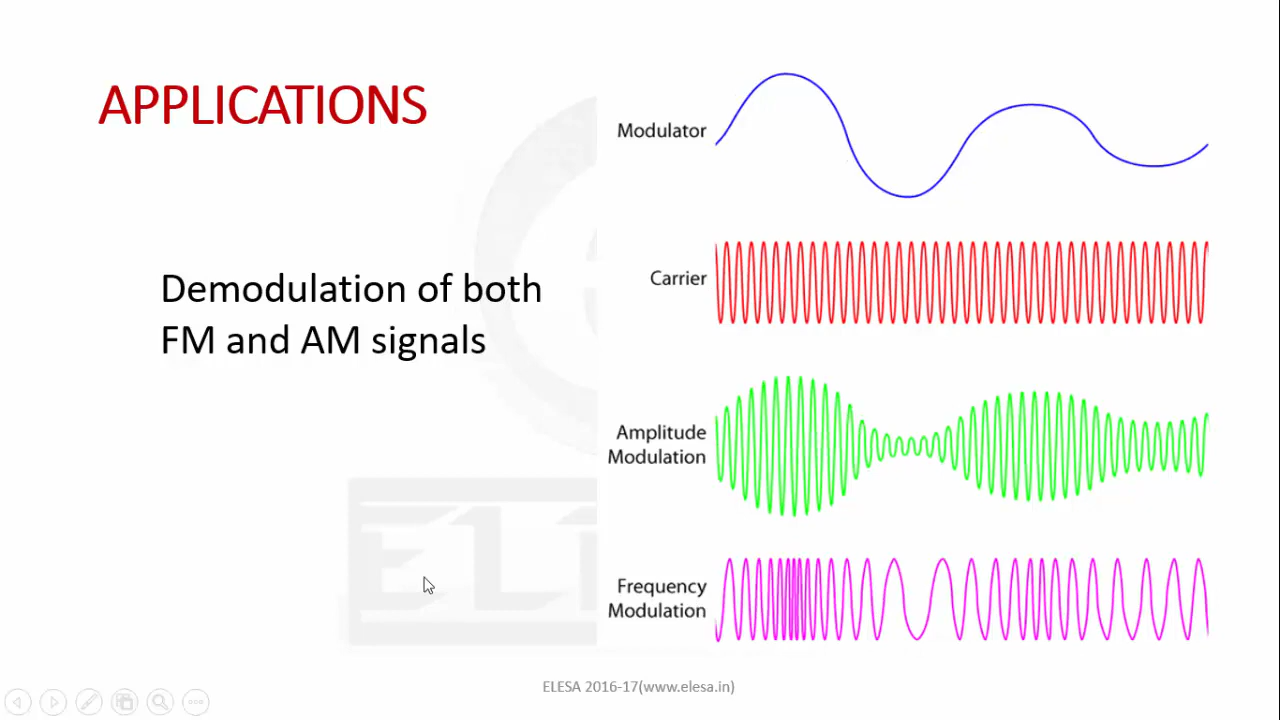 APPLICATIONS
Demodulation of both
FM and AM signals
Modulator
Carrier
Amplitude
Modulation
Frequency
Modulation
ELESA 2016-17(www.elesa.in)